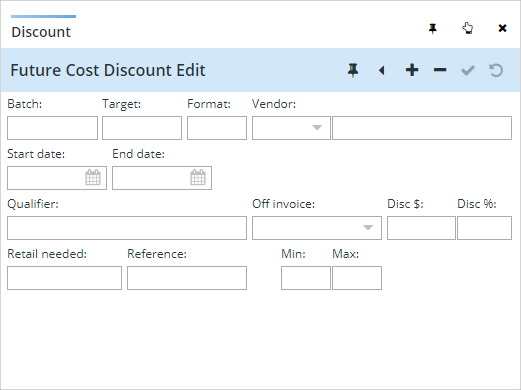 Discount
Future Cost Discount Edit
Batch: Target: Format: Vendor:
Start date: End date:
Qualifier: Off invoice: Disc $: Disc %:
Retail needed: Reference: Min: Max: